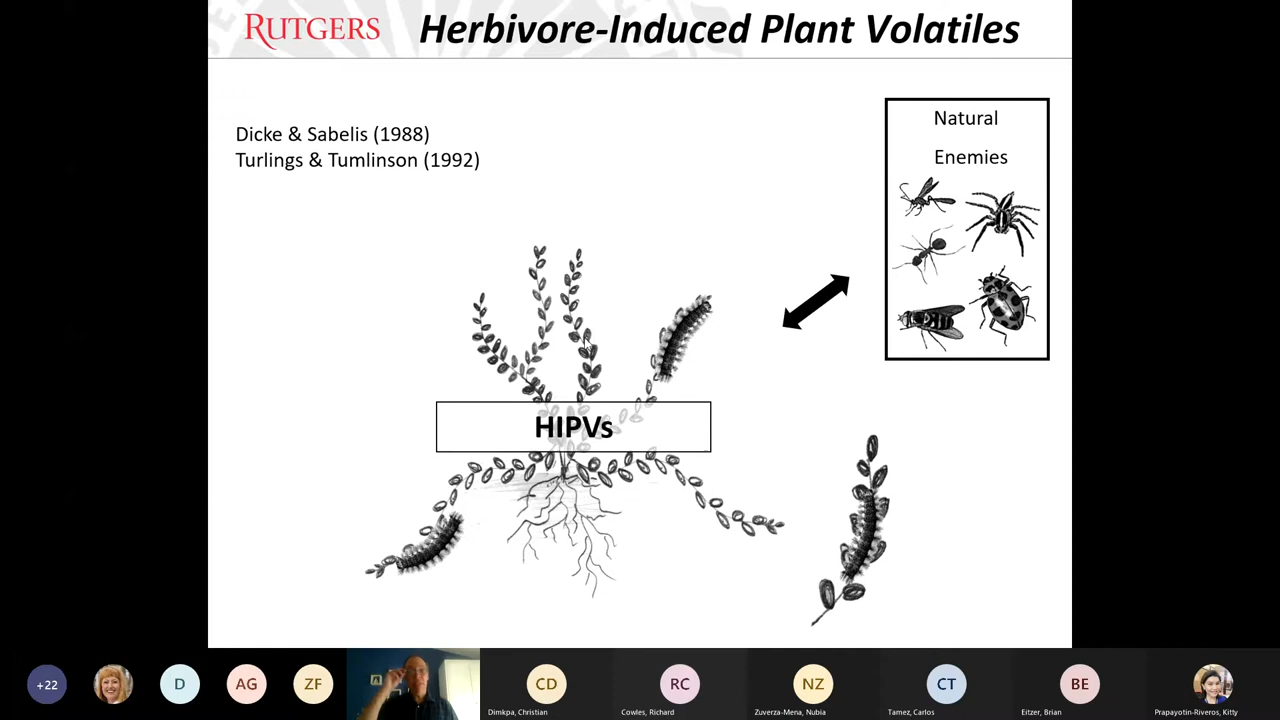 RUTGERS
Herbivore-Induced Plant Volatiles
Dicke & Sabelis (1988)
Turlings & Tumlinson (1992)
Natural
Enemies
HIPVs
+22
D
AG
ZF
CD
RC
NZ
CT
BE
Dimkpa, Christian
Cowles, Richard
Zuverza-Mena, Nubia
Tamez, Carlos
Eitzer, Brian
Prapayotin-Riveros, Kitty